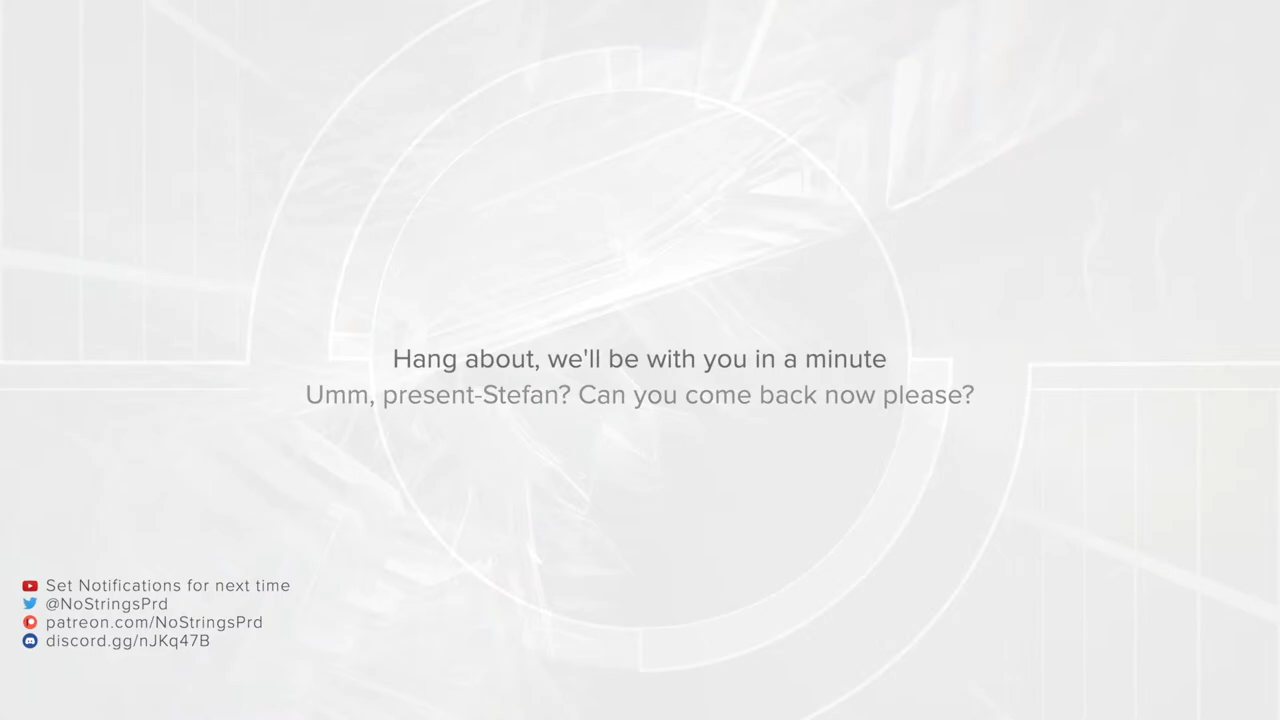 Hang about, we'll be with you in a minute
Umm, present-Stefan? Can you come back now please?
Set Notifications for next time
@NoStringsPrd
patreon.com/NoStringsPrd
discord.gg/nJKq47B